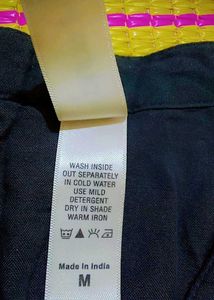 WASH INSIDE
OUT SEPARATELY
IN COLD WATER
USE MILD
DETERGENT
DRY IN SHADE
WARM IRON
Made in India
M